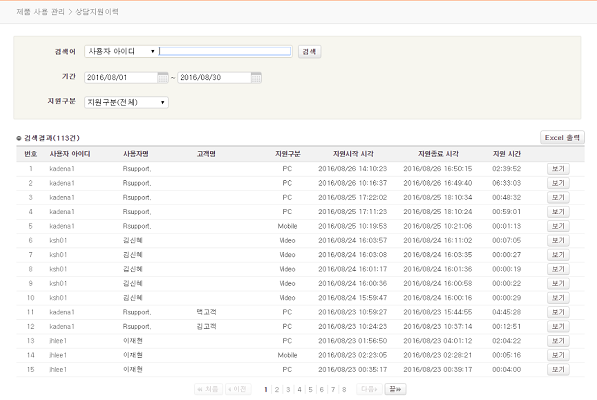 제품 사용 관리 > 상담지원이력
검색어 사용자 아이디 검색
기간 2016/08/01 ~ 2016/08/30
지원구분 지원구분(전체)
검색결과(113건) Excel 출력
번호 사용자 아이디 사용자명 고객명 지원구분 지원시작 시각 지원종료 시각 지원 시간
1 kadena1 Rsupport. PC 2016/08/26 14:10:23 2016/08/26 16:50:15 02:39:52 보기
2 kadena1 Rsupport. PC 2016/08/26 10:16:37 2016/08/26 16:49:40 06:33:03 보기
3 kadena1 Rsupport. PC 2016/08/25 17:22:02 2016/08/25 18:10:34 00:48:32 보기
4 kadena1 Rsupport. PC 2016/08/25 17:11:23 2016/08/25 18:10:24 00:59:01 보기
5 kadena1 Rsupport. Mobile 2016/08/25 10:19:53 2016/08/25 10:21:06 00:01:13 보기
6 ksh01 김신혜 Video 2016/08/24 16:03:57 2016/08/24 16:11:02 00:07:05 보기
7 ksh01 김신혜 Video 2016/08/24 16:03:08 2016/08/24 16:03:35 00:00:27 보기
8 ksh01 김신혜 Video 2016/08/24 16:01:17 2016/08/24 16:01:36 00:00:19 보기
9 ksh01 김신혜 Video 2016/08/24 16:00:36 2016/08/24 16:00:58 00:00:22 보기
10 ksh01 김신혜 Video 2016/08/24 15:59:47 2016/08/24 16:00:16 00:00:29 보기
11 kadena1 Rsupport. 맥고객 PC 2016/08/23 10:59:27 2016/08/23 15:44:55 04:45:28 보기
12 kadena1 Rsupport. 김고객 PC 2016/08/23 10:24:23 2016/08/23 10:37:14 00:12:51 보기
13 ihlee1 이재현 PC 2016/08/23 01:56:50 2016/08/23 04:01:12 02:04:22 보기
14 ihlee1 이재현 Mobile 2016/08/23 02:23:05 2016/08/23 02:28:21 00:05:16 보기
15 ihlee1 이재현 PC 2016/08/23 00:35:17 2016/08/23 00:39:17 00:04:00 보기
처음 이전 1 2 3 4 5 6 7 8 다음 끝